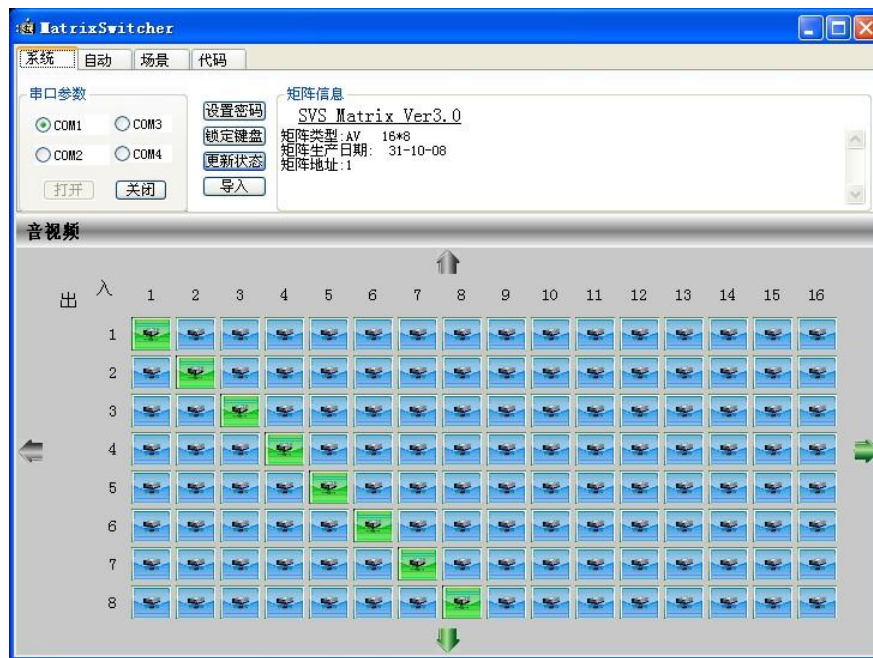 MatrixSwitcher
系统 自动 场景 代码
串口参数
COM1 COM3
COM2 COM4
打开 关闭
设置密码
锁定键盘
更新状态
导入
矩阵信息
SVS Matrix Ver3.0
矩阵类型:AV 16*8
矩阵生产日期: 31-10-08
矩阵地址:1
音视频
出 入 1 2 3 4 5 6 7 8 9 10 11 12 13 14 15 16
1
2
3
4
5
6
7
8